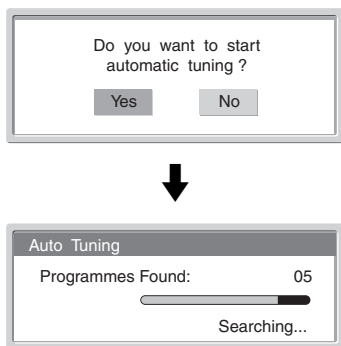 Do you want to start
automatic tuning ?
Yes No
Auto Tuning
Programmes Found: 05
Searching...